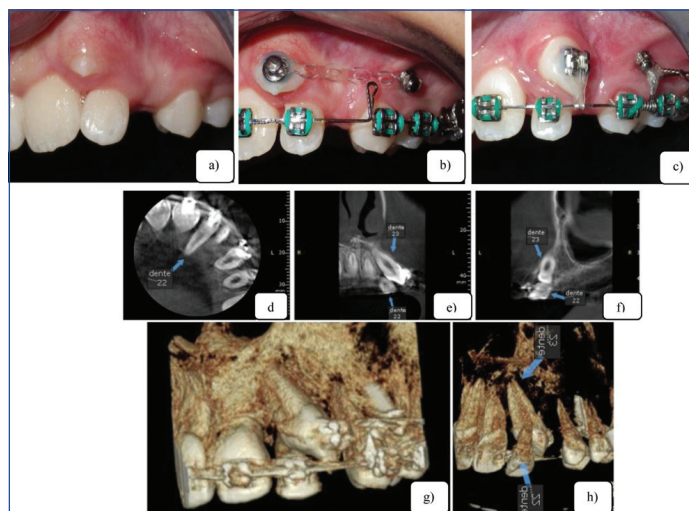 a)
b)
c)
dente
22
L
d
R
dente
23
dente
22
e)
L
dente
23
dente
22
f)
g)
dente
23
dente
22
h)